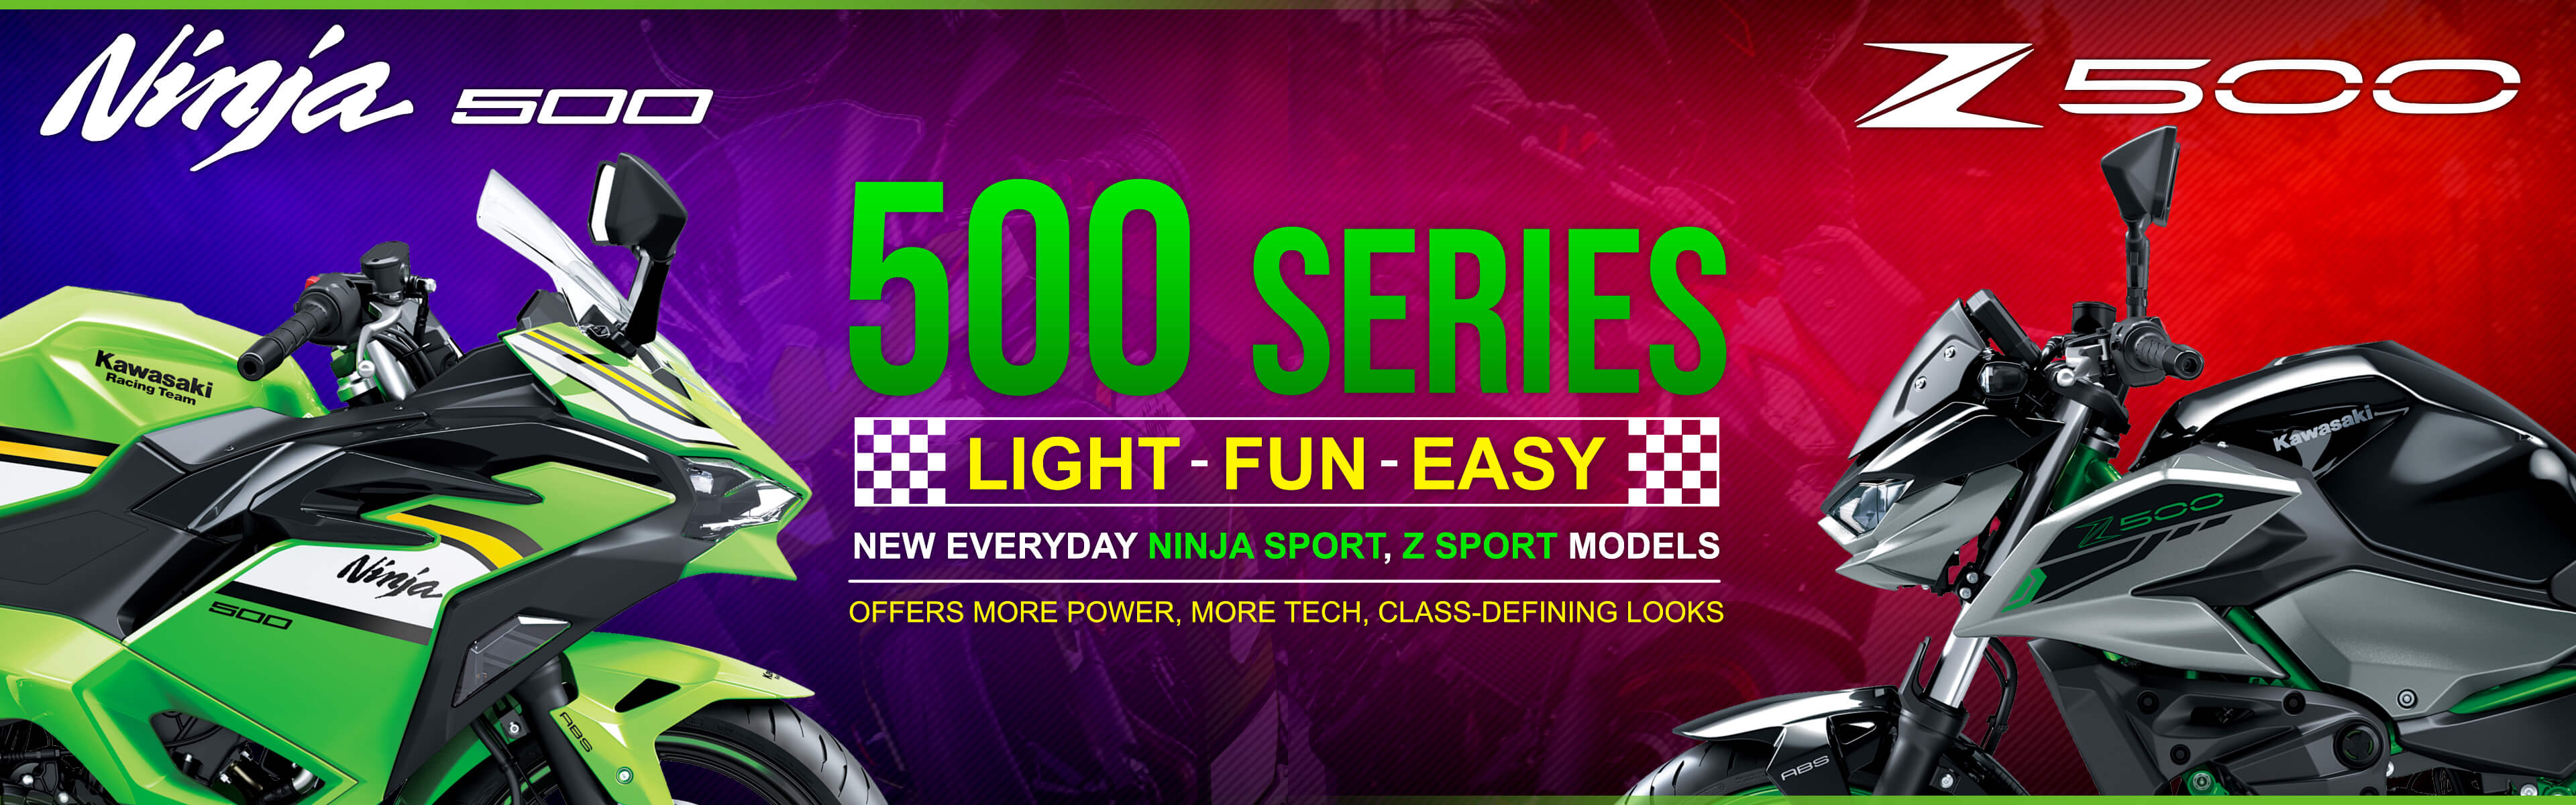 Ninja 500
Z500
500 SERIES
LIGHT - FUN - EASY
NEW EVERYDAY NINJA SPORT, Z SPORT MODELS
OFFERS MORE POWER, MORE TECH, CLASS-DEFINING LOOKS
Kawasaki
Racing Team
Ninja
500
ABS
Kawasaki
Z500
ABS